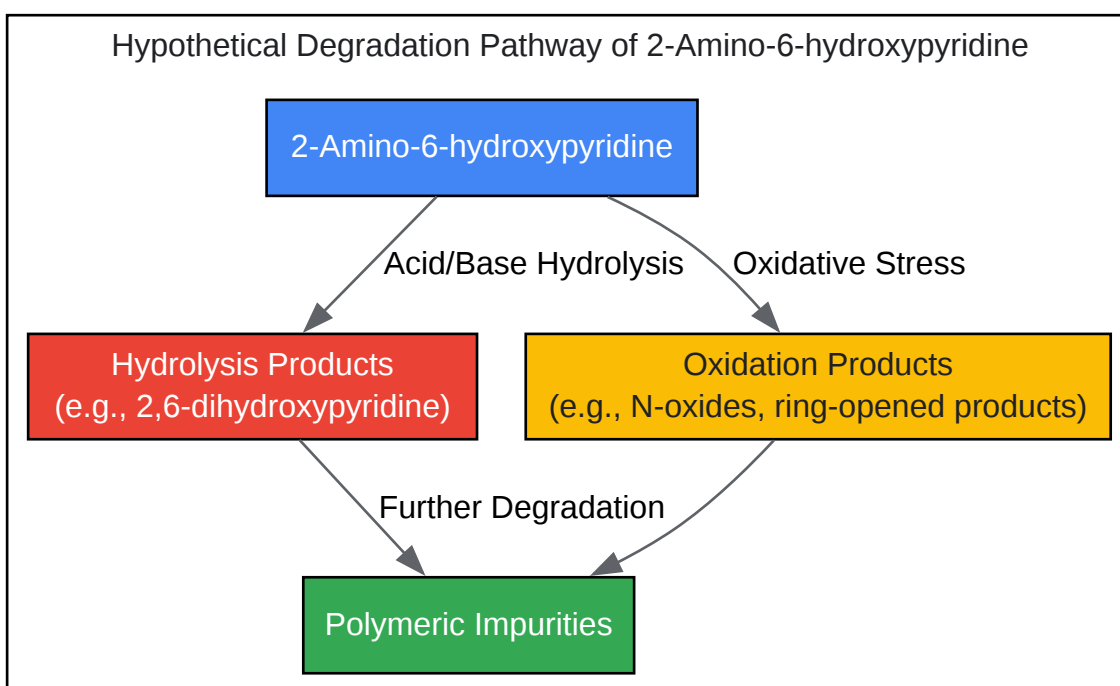 Hypothetical Degradation Pathway of 2-Amino-6-hydroxypyridine
2-Amino-6-hydroxypyridine
Acid/Base Hydrolysis
Oxidative Stress
Hydrolysis Products
(e.g., 2,6-dihydroxypyridine)
Oxidation Products
(e.g., N-oxides, ring-opened products)
Further Degradation
Polymeric Impurities